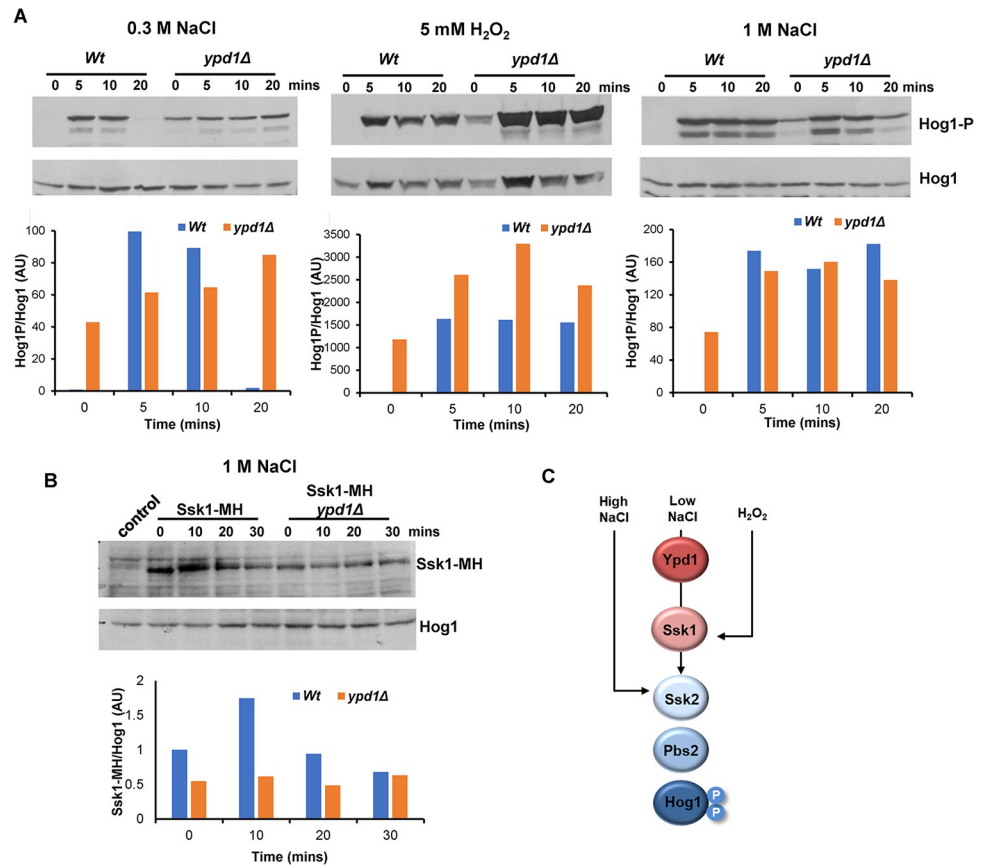 A
0.3 M NaCl
Wt ypd1Δ
0 5 10 20 0 5 10 20 mins
5 mM H₂O₂
Wt ypd1Δ
0 5 10 20 0 5 10 20 mins
1 M NaCl
Wt ypd1Δ
0 5 10 20 0 5 10 20 mins
Hog1-P
Hog1
Hog1P/Hog1 (AU)
Wt ypd1Δ
100
80
60
40
20
0
0 5 10 20
Time (mins)
Hog1P/Hog1 (AU)
Wt ypd1Δ
3500
3000
2500
2000
1500
1000
500
0
0 5 10 20
Time (mins)
Hog1P/Hog1 (AU)
Wt ypd1Δ
200
160
120
80
40
0
0 5 10 20
Time (mins)
B
1 M NaCl
control
Ssk1-MH
Ssk1-MH
ypd1Δ
0 10 20 30 0 10 20 30 mins
Ssk1-MH
Hog1
Ssk1-MH/Hog1 (AU)
Wt ypd1Δ
2
1.5
1
0.5
0
0 10 20 30
Time (mins)
C
High
NaCl
Low
NaCl
H₂O₂
Ypd1
Ssk1
Ssk2
Pbs2
Hog1
P
P